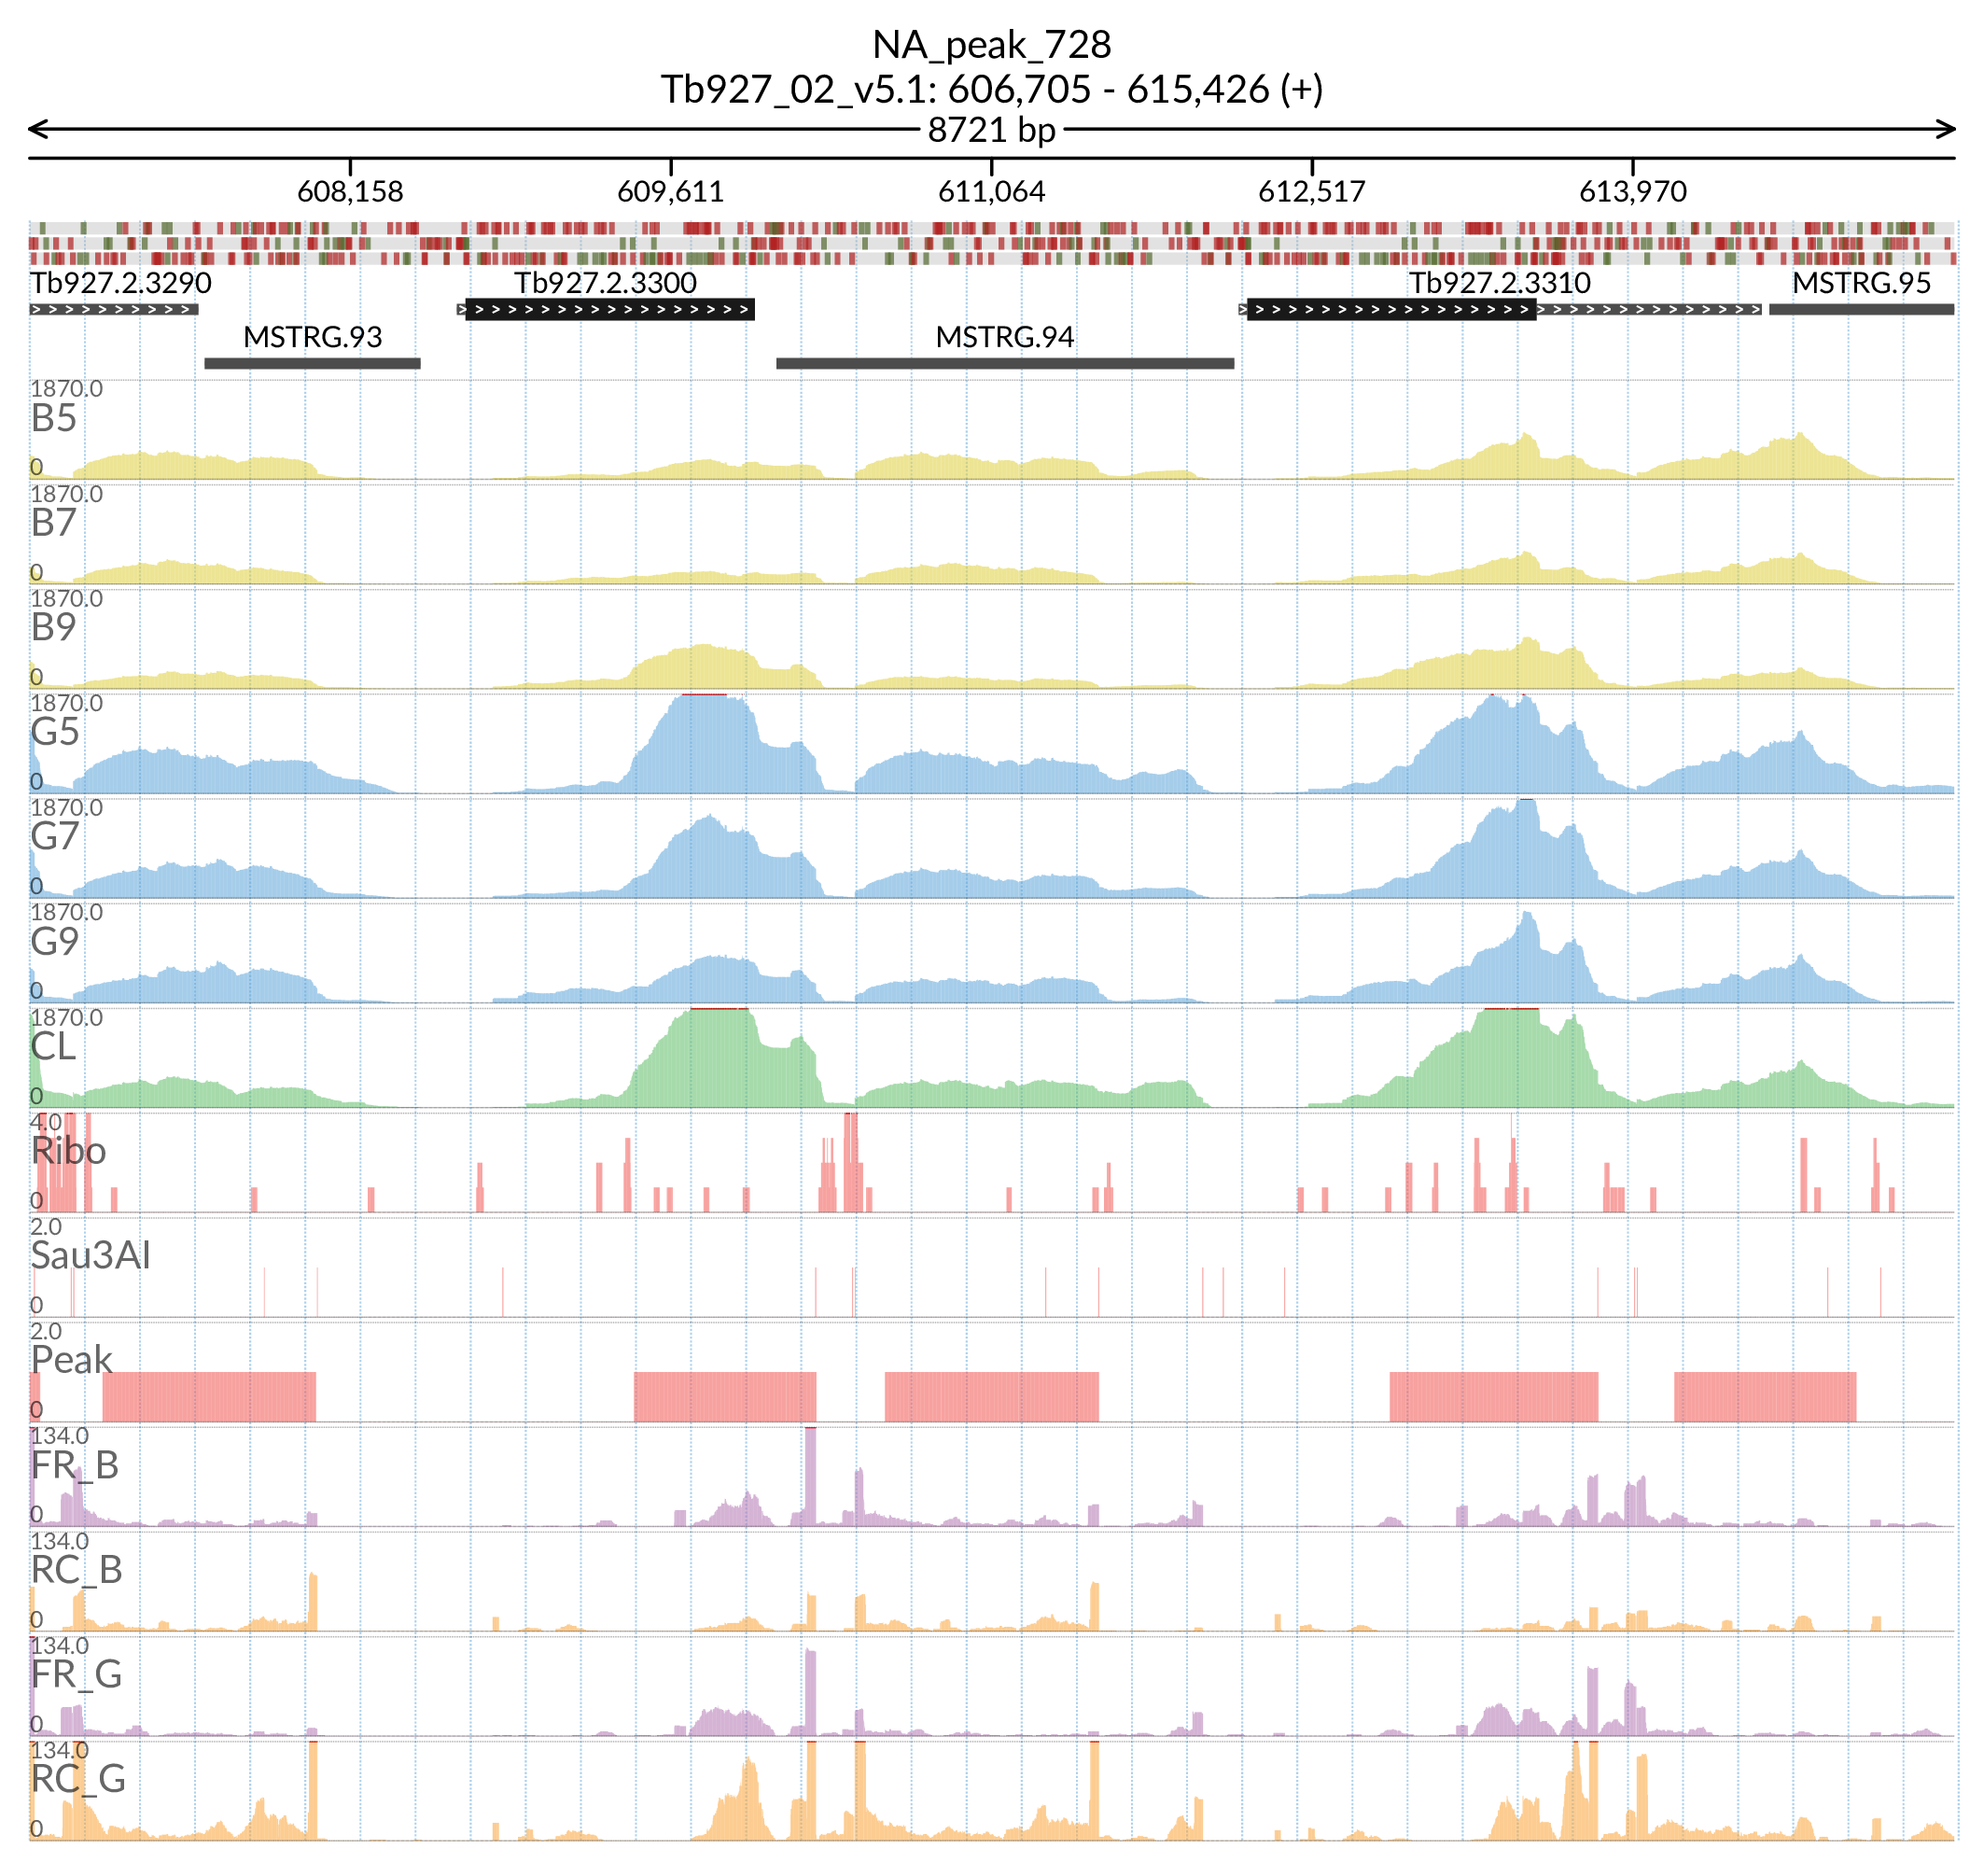 NA_peak_728
Tb927_02_v5.1: 606,705 - 615,426 (+)
8721 bp
608,158 609,611 611,064 612,517 613,970
Tb927.2.3290 Tb927.2.3300 Tb927.2.3310 MSTRG.95
MSTRG.93 MSTRG.94
1870.0
B5
0
1870.0
B7
0
1870.0
B9
0
1870.0
G5
0
1870.0
G7
0
1870.0
G9
0
1870.0
CL
0
4.0
Ribo
0
2.0
Sau3AI
0
2.0
Peak
0
134.0
FR_B
0
134.0
RC_B
0
134.0
FR_G
0
134.0
RC_G
0